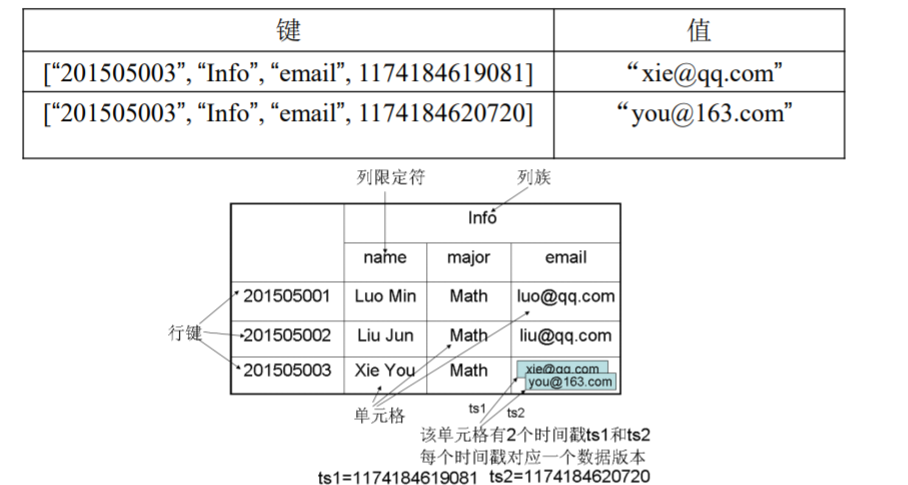 键 值
[“201505003”, “Info”, “email”, 1174184619081] “xie@qq.com”
[“201505003”, “Info”, “email”, 1174184620720] “you@163.com”
列限定符 列族
Info
name major email
201505001 Luo Min Math luo@qq.com
行键
201505002 Liu Jun Math liu@qq.com
201505003 Xie You Math xie@qq.com
you@163.com
单元格
ts1 ts2
该单元格有2个时间戳ts1和ts2
每个时间戳对应一个数据版本
ts1=1174184619081 ts2=1174184620720